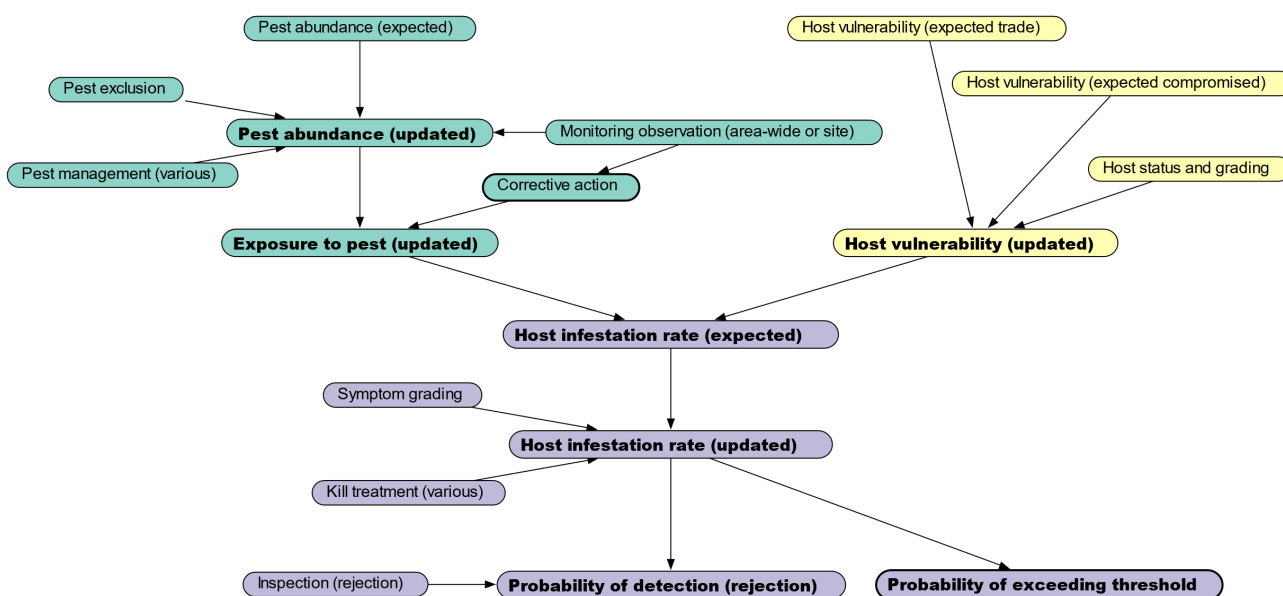 Pest abundance (expected)
Host vulnerability (expected trade)
Pest exclusion
Host vulnerability (expected compromised)
Pest abundance (updated)
Monitoring observation (area-wide or site)
Pest management (various)
Host status and grading
Corrective action
Exposure to pest (updated)
Host vulnerability (updated)
Host infestation rate (expected)
Symptom grading
Host infestation rate (updated)
Kill treatment (various)
Inspection (rejection)
Probability of detection (rejection)
Probability of exceeding threshold